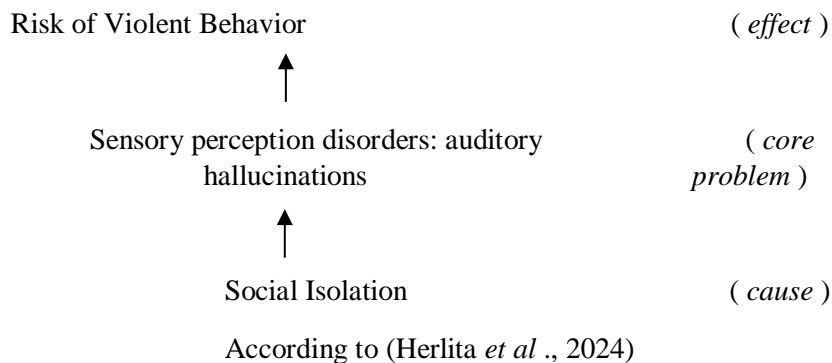 Risk of Violent Behavior ( effect )
Sensory perception disorders: auditory ( core
hallucinations problem )
Social Isolation ( cause )
According to (Herlita et al ., 2024)